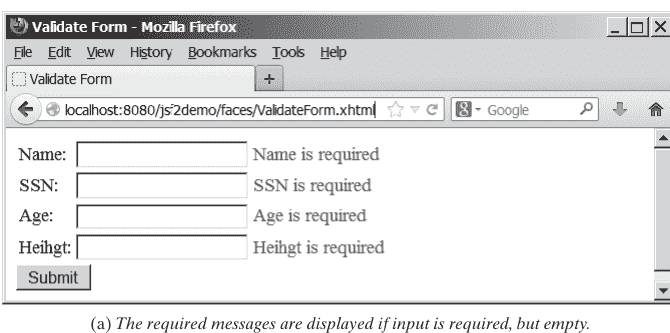 Validate Form - Mozilla Firefox
File Edit View History Bookmarks Tools Help
Validate Form +
localhost:8080/jsf2demo/faces/ValidateForm.xhtml 8 Google
Name: Name is required
SSN: SSN is required
Age: Age is required
Heihgt: Heihgt is required
Submit
(a) The required messages are displayed if input is required, but empty.